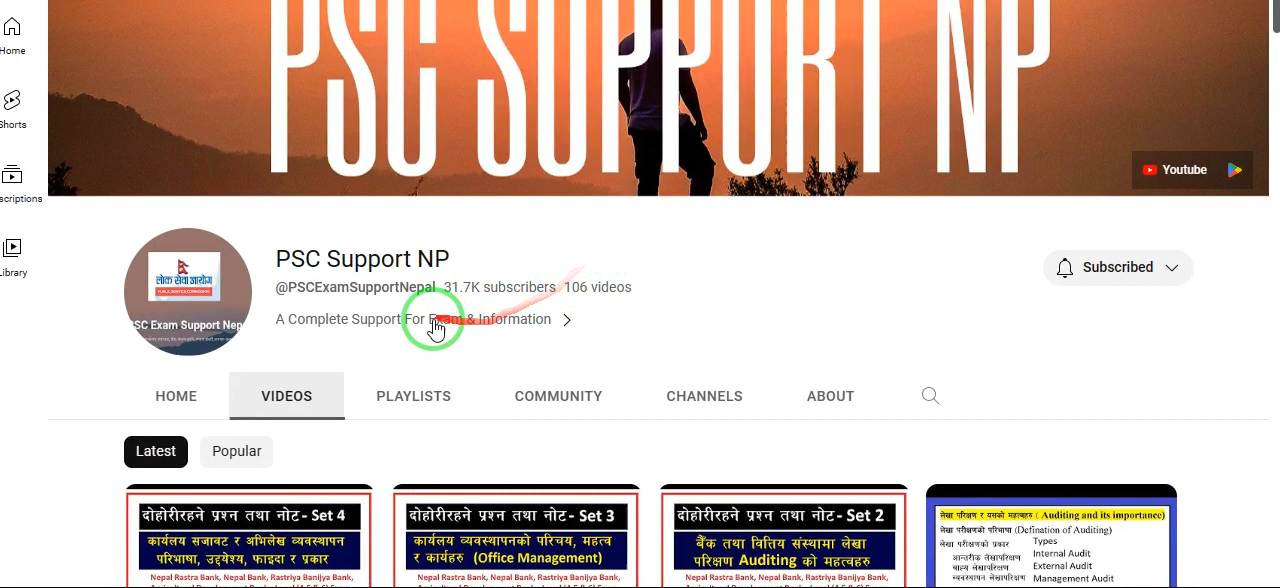 PSC SUPPORT NP
Home
Shorts
scriptions
Library
Youtube
लोक सेवा आयोग
PUBLIC SERVICE COMMISSION
PSC Exam Support Nep
PSC Support NP
@PSCExamSupportNepal 31.7K subscribers 106 videos
A Complete Support For Exam & Information
Subscribed
HOME VIDEOS PLAYLISTS COMMUNITY CHANNELS ABOUT
Latest Popular
दोहोरीरहने प्रश्न तथा नोट- Set 4
कार्यलय सजावट र अभिलेख व्यवस्थापन
परिभाषा, उद्देश्य, फाइदा र प्रकार
Nepal Rastra Bank, Nepal Bank, Rastriya Banijya Bank,
दोहोरीरहने प्रश्न तथा नोट- Set 3
कार्यलय व्यवस्थापनको परिचय, महत्व
र कार्यहरु (Office Management)
Nepal Rastra Bank, Nepal Bank, Rastriya Banijya Bank,
दोहोरीरहने प्रश्न तथा नोट- Set 2
बैंक तथा वित्तिय संस्थामा लेखा
परिक्षण Auditing को महत्वहरु
Nepal Rastra Bank, Nepal Bank, Rastriya Banijya Bank,
लेखा परिक्षण र यसको महत्वहरु ( Auditing and its importance)
लेखा परीक्षणको परिभाषा (Defination of Auditing)
लेखा परीक्षणको प्रकार Types
आन्तरीक लेखापरिक्षण Internal Audit
वाह्य लेखापरिक्षण External Audit
व्यवस्थापन लेखापरिक्षण Management Audit